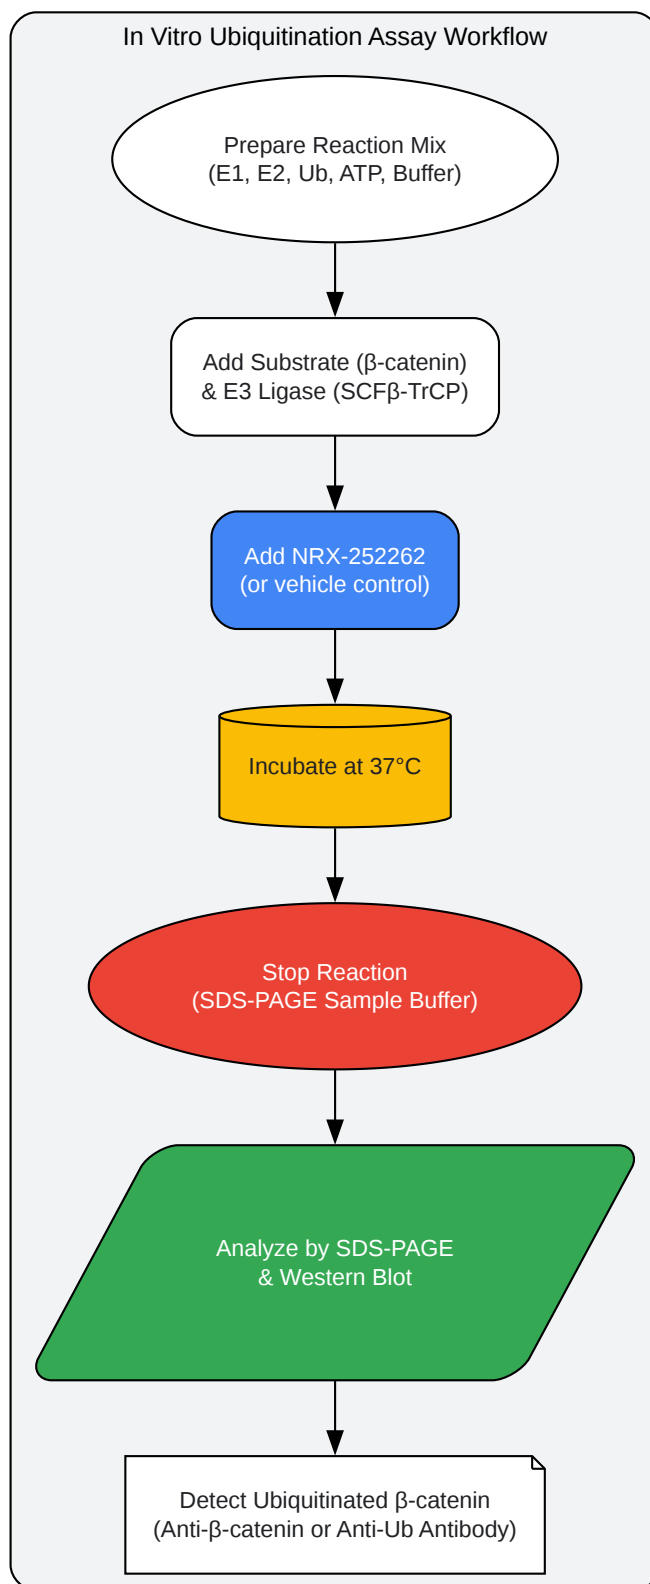 In Vitro Ubiquitination Assay Workflow
Prepare Reaction Mix
(E1, E2, Ub, ATP, Buffer)
Add Substrate (β-catenin)
& E3 Ligase (SCFβ-TrCP)
Add NRX-252262
(or vehicle control)
Incubate at 37°C
Stop Reaction
(SDS-PAGE Sample Buffer)
Analyze by SDS-PAGE
& Western Blot
Detect Ubiquitinated β-catenin
(Anti-β-catenin or Anti-Ub Antibody)